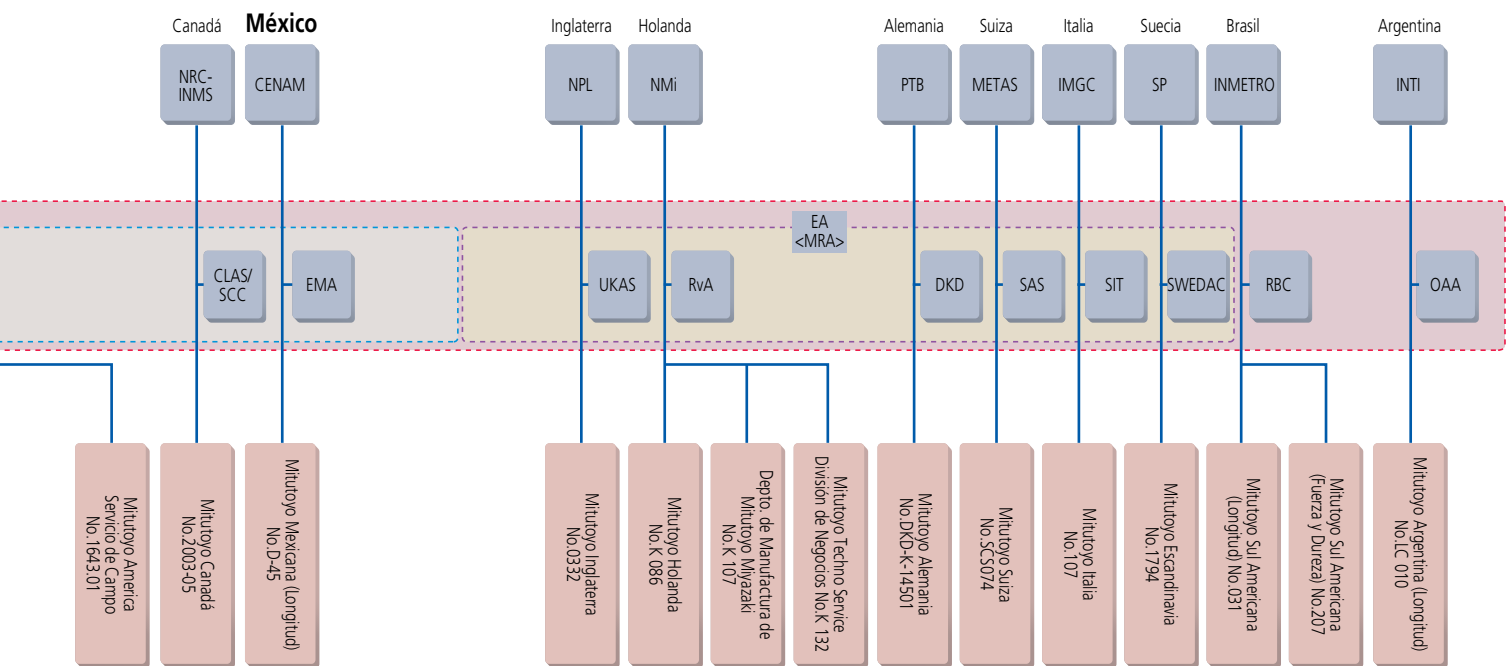 Canadá
México
Inglaterra
Holanda
Alemania
Suiza
Italia
Suecia
Brasil
Argentina
NRC-
INMS
CENAM
NPL
NMi
PTB
METAS
IMGC
SP
INMETRO
INTI
EA
<MRA>
CLAS/
SCC
EMA
UKAS
RvA
DKD
SAS
SIT
SWEDAC
RBC
OAA
Mitutoyo America
Servicio de Campo
No.1643.01
Mitutoyo Canadá
No.2003-05
Mitutoyo Mexicana (Longitud)
No.D-45
Mitutoyo Inglaterra
No.0332
Mitutoyo Holanda
No.K 086
Depto. de Manufactura de
Mitutoyo Miyazaki
No.K 107
Mitutoyo Techno Service
División de Negocios No.K 132
Mitutoyo Alemania
No.DKD-K-14501
Mitutoyo Suiza
No.SCS074
Mitutoyo Italia
No.107
Mitutoyo Escandinavia
No.1794
Mitutoyo Sul Americana
(Longitud) No.031
Mitutoyo Sul Americana
(Fuerza y Dureza) No.207
Mitutoyo Argentina (Longitud)
No.LC 010